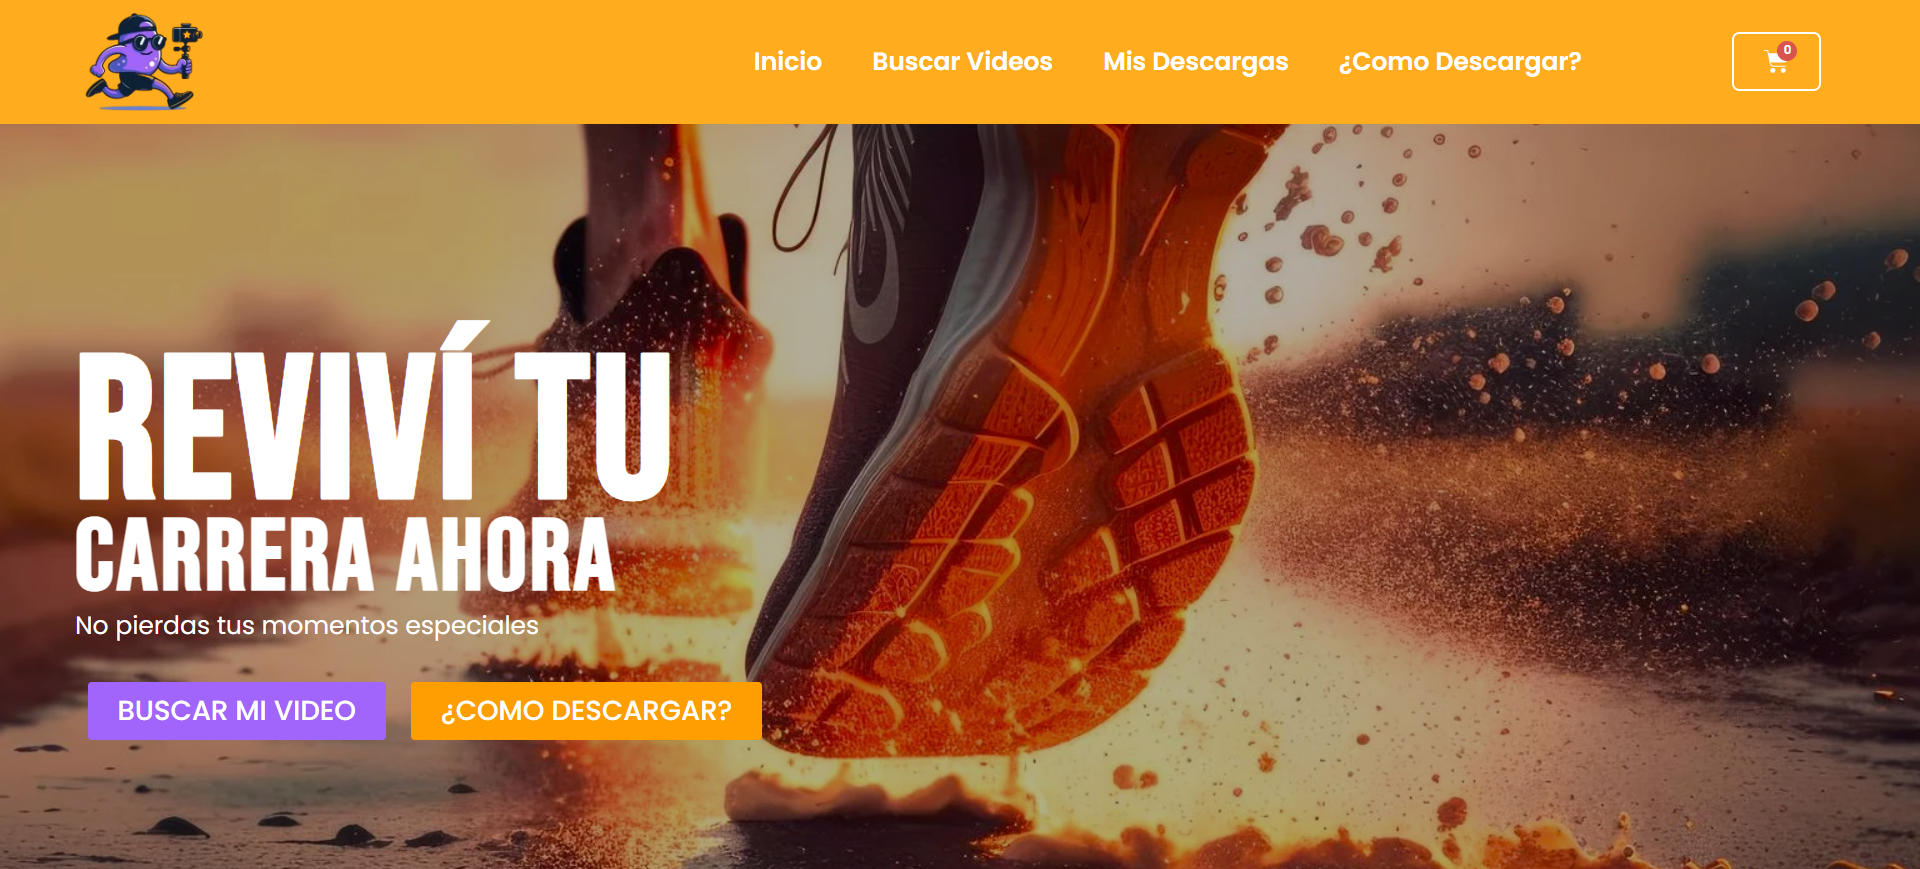 Inicio Buscar Videos Mis Descargas ¿Como Descargar? 0
REVIVÍ TU
CARRERA AHORA
No pierdas tus momentos especiales
BUSCAR MI VIDEO ¿COMO DESCARGAR?